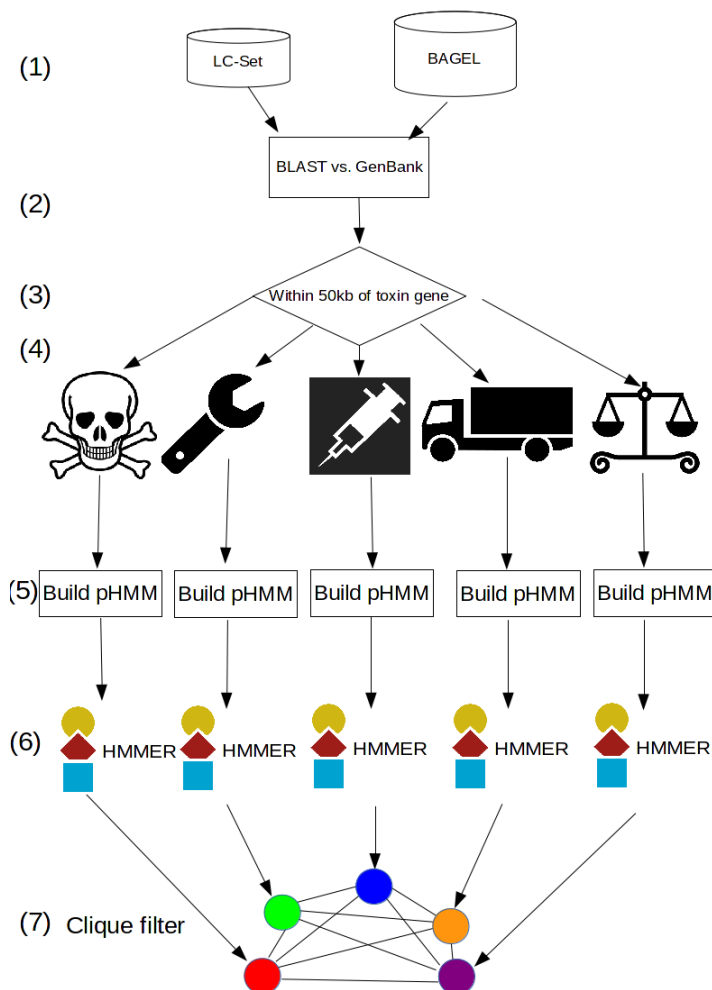 (1)
LC-Set
BAGEL
BLAST vs. GenBank
(2)
(3)
Within 50kb of toxin gene
(4)
(5)
Build pHMM
Build pHMM
Build pHMM
Build pHMM
Build pHMM
(6)
HMMER
HMMER
HMMER
HMMER
HMMER
(7)
Clique filter